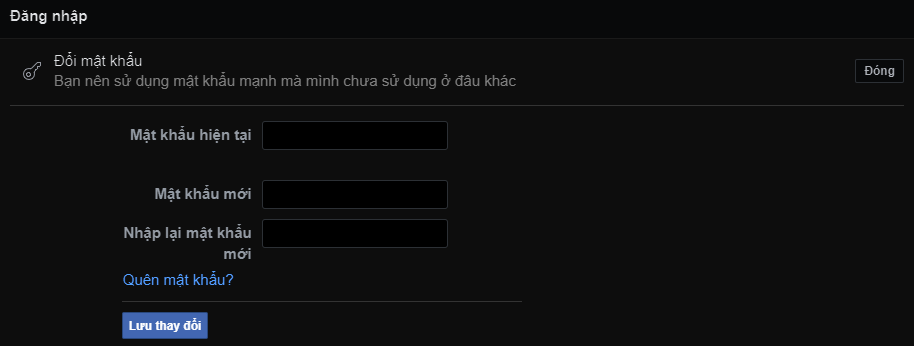 Đăng nhập
Đổi mật khẩu
Bạn nên sử dụng mật khẩu mạnh mà mình chưa sử dụng ở đâu khác
Đóng
Mật khẩu hiện tại
Mật khẩu mới
Nhập lại mật khẩu
mới
Quên mật khẩu?
Lưu thay đổi